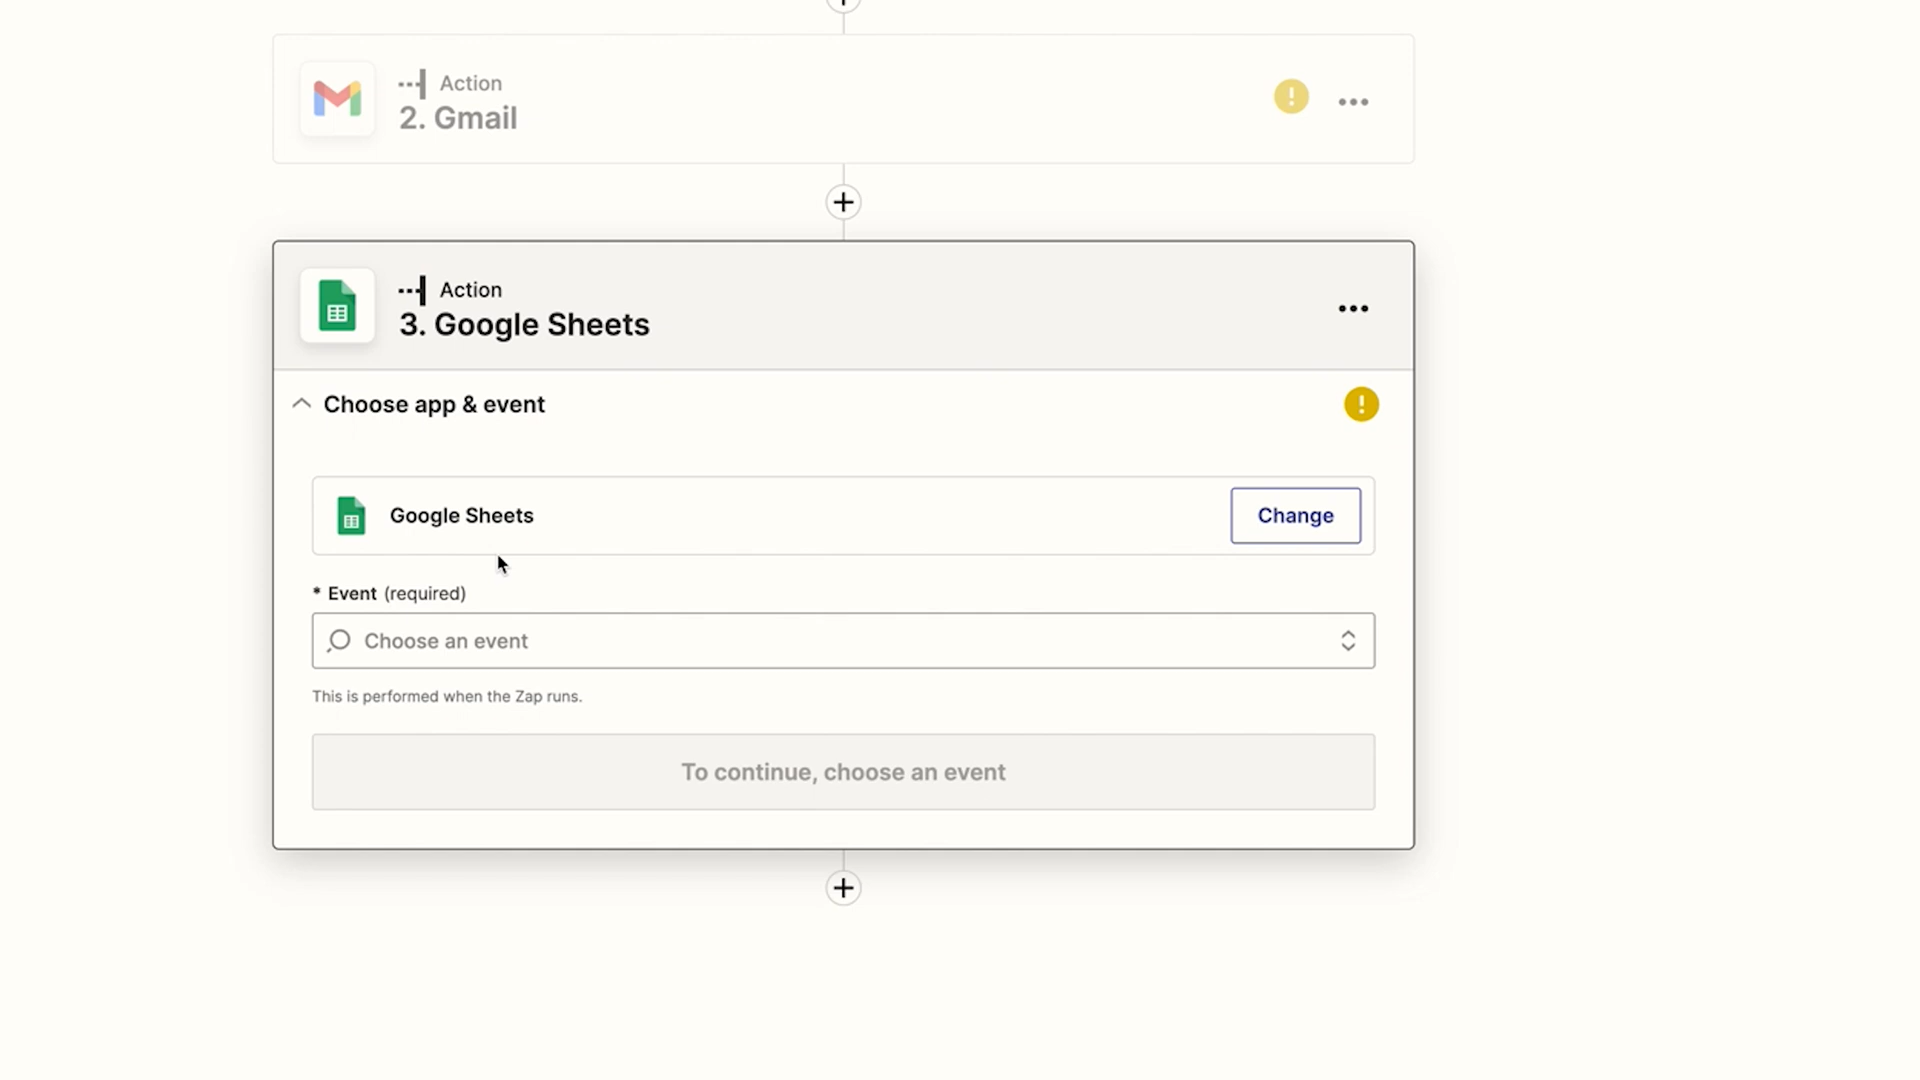 Action
2. Gmail
Action
3. Google Sheets
Choose app & event
Google Sheets
Change
* Event (required)
Choose an event
This is performed when the Zap runs.
To continue, choose an event